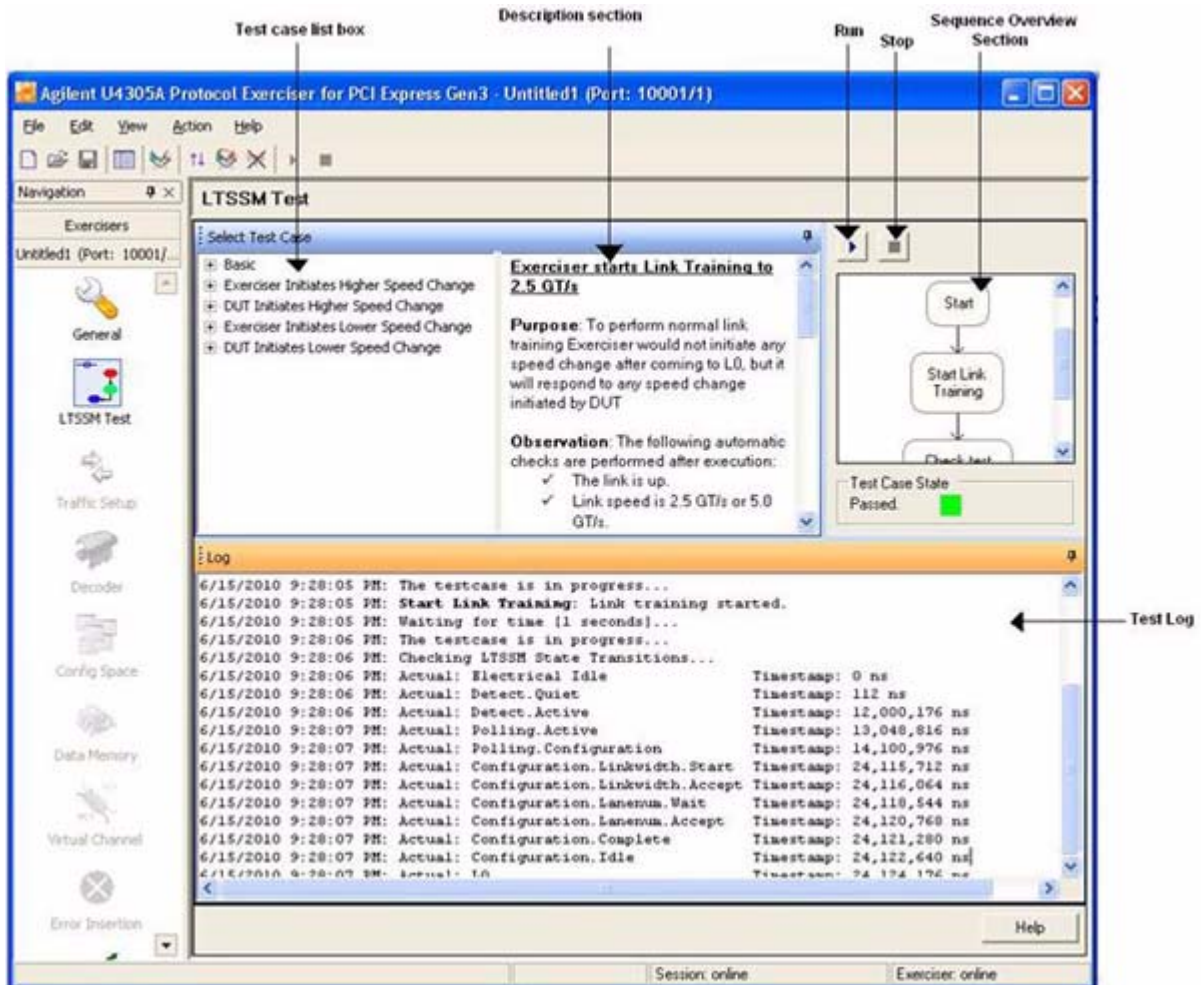 Test case list box
Description section
Run
Stop
Sequence Overview
Section
Agilent U4305A Protocol Exerciser for PCI Express Gen3 - Untitled1 (Port: 10001/1)
File Edit View Action Help
Navigation
Exercisers
Untitled1 (Port: 10001/...
General
LTSSM Test
Traffic Setup
Decoder
Config Space
Data Memory
Virtual Channel
Error Insertion
LTSSM Test
Select Test Case
Basic
Exerciser Initiates Higher Speed Change
DUT Initiates Higher Speed Change
Exerciser Initiates Lower Speed Change
DUT Initiates Lower Speed Change
Exerciser starts Link Training to
2.5 GT/s
Purpose: To perform normal link
training Exerciser would not initiate any
speed change after coming to L0, but it
will respond to any speed change
initiated by DUT
Observation: The following automatic
checks are performed after execution:
✓ The link is up.
✓ Link speed is 2.5 GT/s or 5.0
GT/s.
Start
Start Link
Training
Check test
Test Case State
Passed.
Log
6/15/2010 9:28:05 PM: The testcase is in progress...
6/15/2010 9:28:05 PM: Start Link Training: Link training started.
6/15/2010 9:28:05 PM: Waiting for time [1 seconds]...
6/15/2010 9:28:06 PM: The testcase is in progress...
6/15/2010 9:28:06 PM: Checking LTSSM State Transitions...
6/15/2010 9:28:06 PM: Actual: Electrical Idle Timestamp: 0 ns
6/15/2010 9:28:06 PM: Actual: Detect.Quiet Timestamp: 112 ns
6/15/2010 9:28:06 PM: Actual: Detect.Active Timestamp: 12,000,176 ns
6/15/2010 9:28:07 PM: Actual: Polling.Active Timestamp: 13,048,816 ns
6/15/2010 9:28:07 PM: Actual: Polling.Configuration Timestamp: 14,100,976 ns
6/15/2010 9:28:07 PM: Actual: Configuration.Linkwidth.Start Timestamp: 24,115,712 ns
6/15/2010 9:28:07 PM: Actual: Configuration.Linkwidth.Accept Timestamp: 24,116,064 ns
6/15/2010 9:28:07 PM: Actual: Configuration.Lanenum.Wait Timestamp: 24,118,544 ns
6/15/2010 9:28:07 PM: Actual: Configuration.Lanenum.Accept Timestamp: 24,120,768 ns
6/15/2010 9:28:07 PM: Actual: Configuration.Complete Timestamp: 24,121,280 ns
6/15/2010 9:28:07 PM: Actual: Configuration.Idle Timestamp: 24,122,640 ns
6/15/2010 9:28:07 PM: Actual: L0 Timestamp: 24,124,176 ns
Test Log
Help
Session: online
Exerciser: online